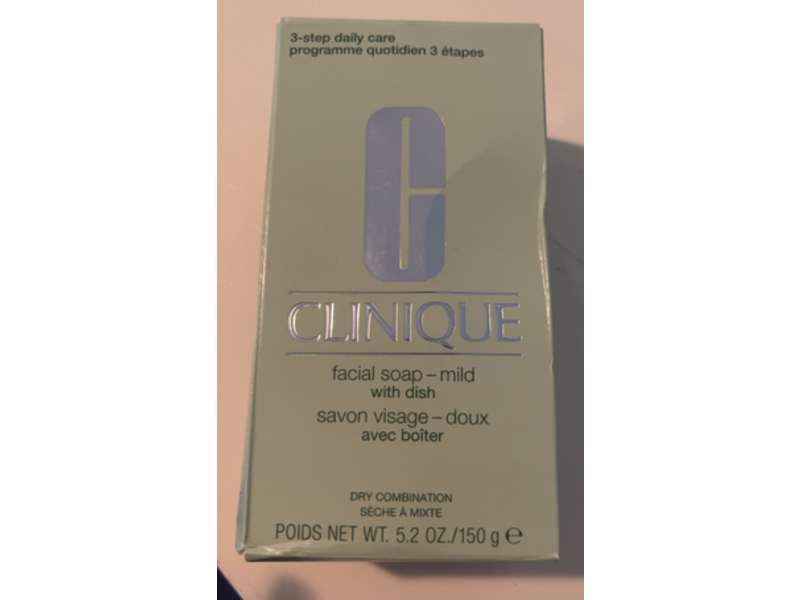 3-step daily care
programme quotidien 3 étapes
CLINIQUE
facial soap – mild
with dish
savon visage – doux
avec boîter
DRY COMBINATION
SÈCHE À MIXTE
POIDS NET WT. 5.2 OZ./150 g ℮